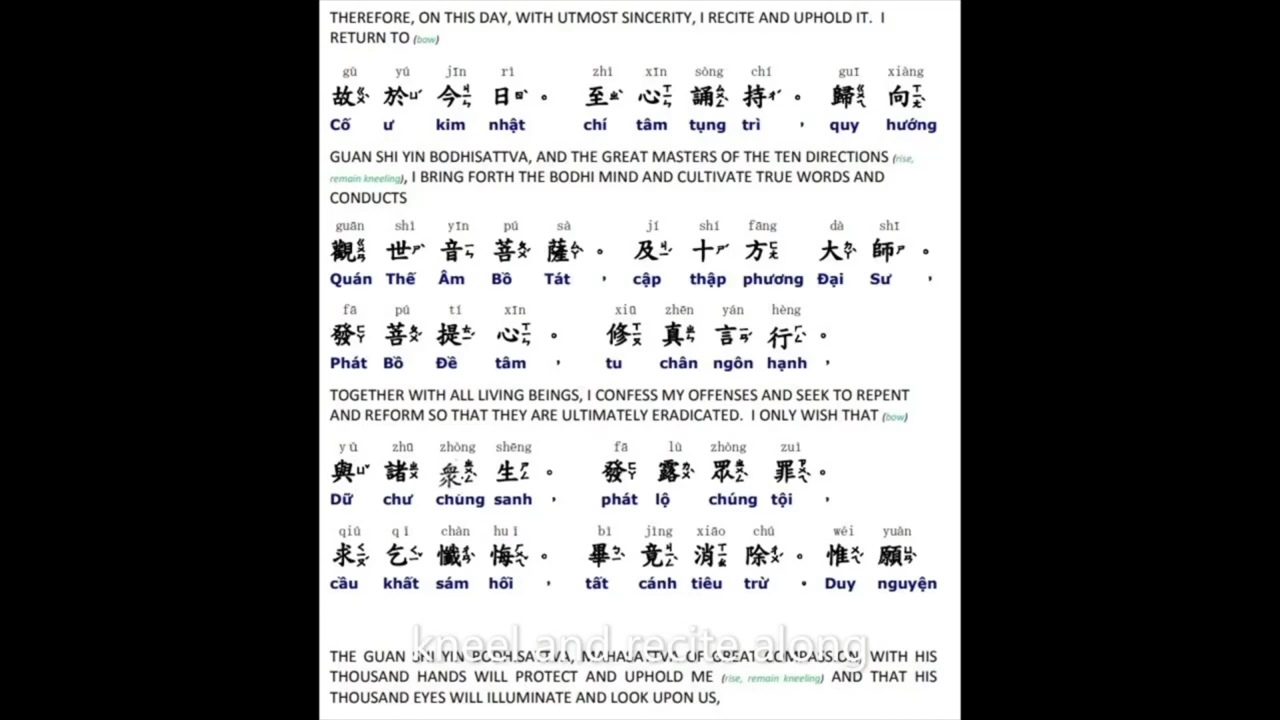 THEREFORE, ON THIS DAY, WITH UTMOST SINCERITY, I RECITE AND UPHOLD IT. I
RETURN TO (bow)
gù yú jīn rì zhì xīn sòng chí guī xiàng
故於今日。 至心誦持。 歸向
Cố ư kim nhật chí tâm tụng trì , quy hướng
GUAN SHI YIN BODHISATTVA, AND THE GREAT MASTERS OF THE TEN DIRECTIONS (rise,
remain kneeling), I BRING FORTH THE BODHI MIND AND CULTIVATE TRUE WORDS AND
CONDUCTS
guān shì yīn pú sà jí shí fāng dà shī
觀世音菩薩。 及十方 大師。
Quán Thế Âm Bồ Tát , cập thập phương Đại Sư ,
fā pú tí xīn xiū zhēn yán hèng
發菩提心。 修真言行。
Phát Bồ Đề tâm , tu chân ngôn hạnh ,
TOGETHER WITH ALL LIVING BEINGS, I CONFESS MY OFFENSES AND SEEK TO REPENT
AND REFORM SO THAT THEY ARE ULTIMATELY ERADICATED. I ONLY WISH THAT (bow)
yǔ zhū zhòng shēng fā lù zhòng zuì
與諸衆生。 發露眾罪。
Dữ chư chùng sanh , phát lộ chúng tội ,
qiú qǐ chàn huǐ bì jìng xiāo chú wéi yuàn
求乞懺悔。 畢竟消除。 惟願
cầu khất sám hối , tất cánh tiêu trừ . Duy nguyện
kneel and recite along
THE GUAN SHI YIN BODHISATTVA, MAHASATTVA OF GREAT COMPASSION, WITH HIS
THOUSAND HANDS WILL PROTECT AND UPHOLD ME (rise, remain kneeling) AND THAT HIS
THOUSAND EYES WILL ILLUMINATE AND LOOK UPON US,